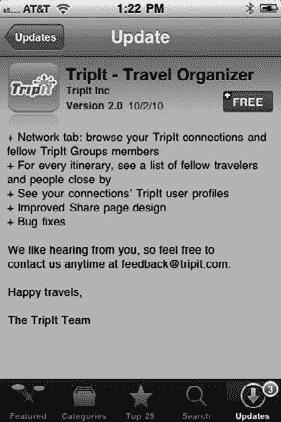 AT&T 1:22 PM
Updates Update
TripIt TripIt - Travel Organizer
TripIt Inc
Version 2.0 10/2/10
FREE
+ Network tab: browse your TripIt connections and
fellow TripIt Groups members
+ For every itinerary, see a list of fellow travelers
and people close by
+ See your connections' TripIt user profiles
+ Improved Share page design
+ Bug fixes
We like hearing from you, so feel free to
contact us anytime at feedback@tripit.com.
Happy travels,
The TripIt Team
3
Featured Categories Top 25 Search Updates